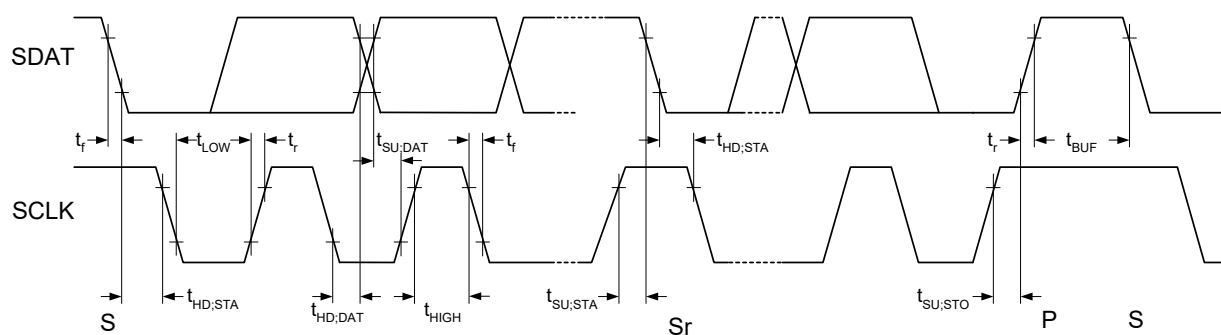 SDAT
t_f
t_LOW
t_r
t_SU;DAT
t_f
t_HD;STA
t_r
t_BUF
SCLK
t_HD;STA
t_HD;DAT
t_HIGH
t_SU;STA
t_SU;STO
S
Sr
P
S